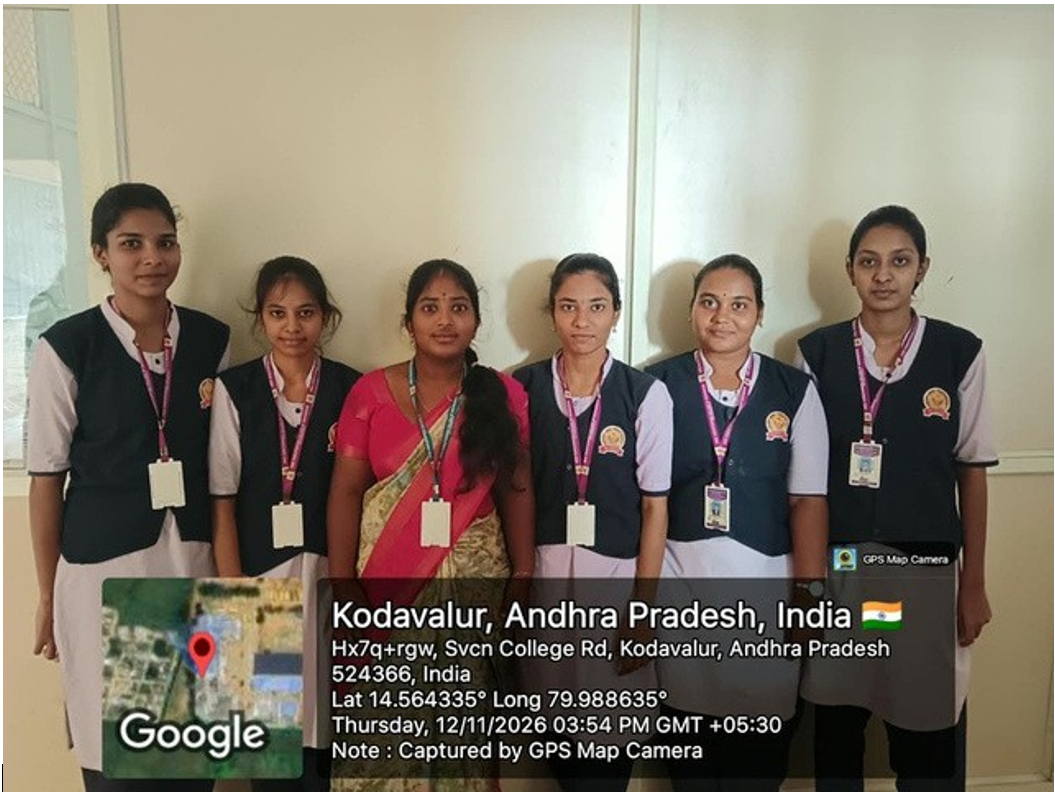 GPS Map Camera
Kodavalur, Andhra Pradesh, India
Hx7q+rgw, Svcn College Rd, Kodavalur, Andhra Pradesh
524366, India
Lat 14.564335° Long 79.988635°
Thursday, 12/11/2026 03:54 PM GMT +05:30
Note : Captured by GPS Map Camera
Google